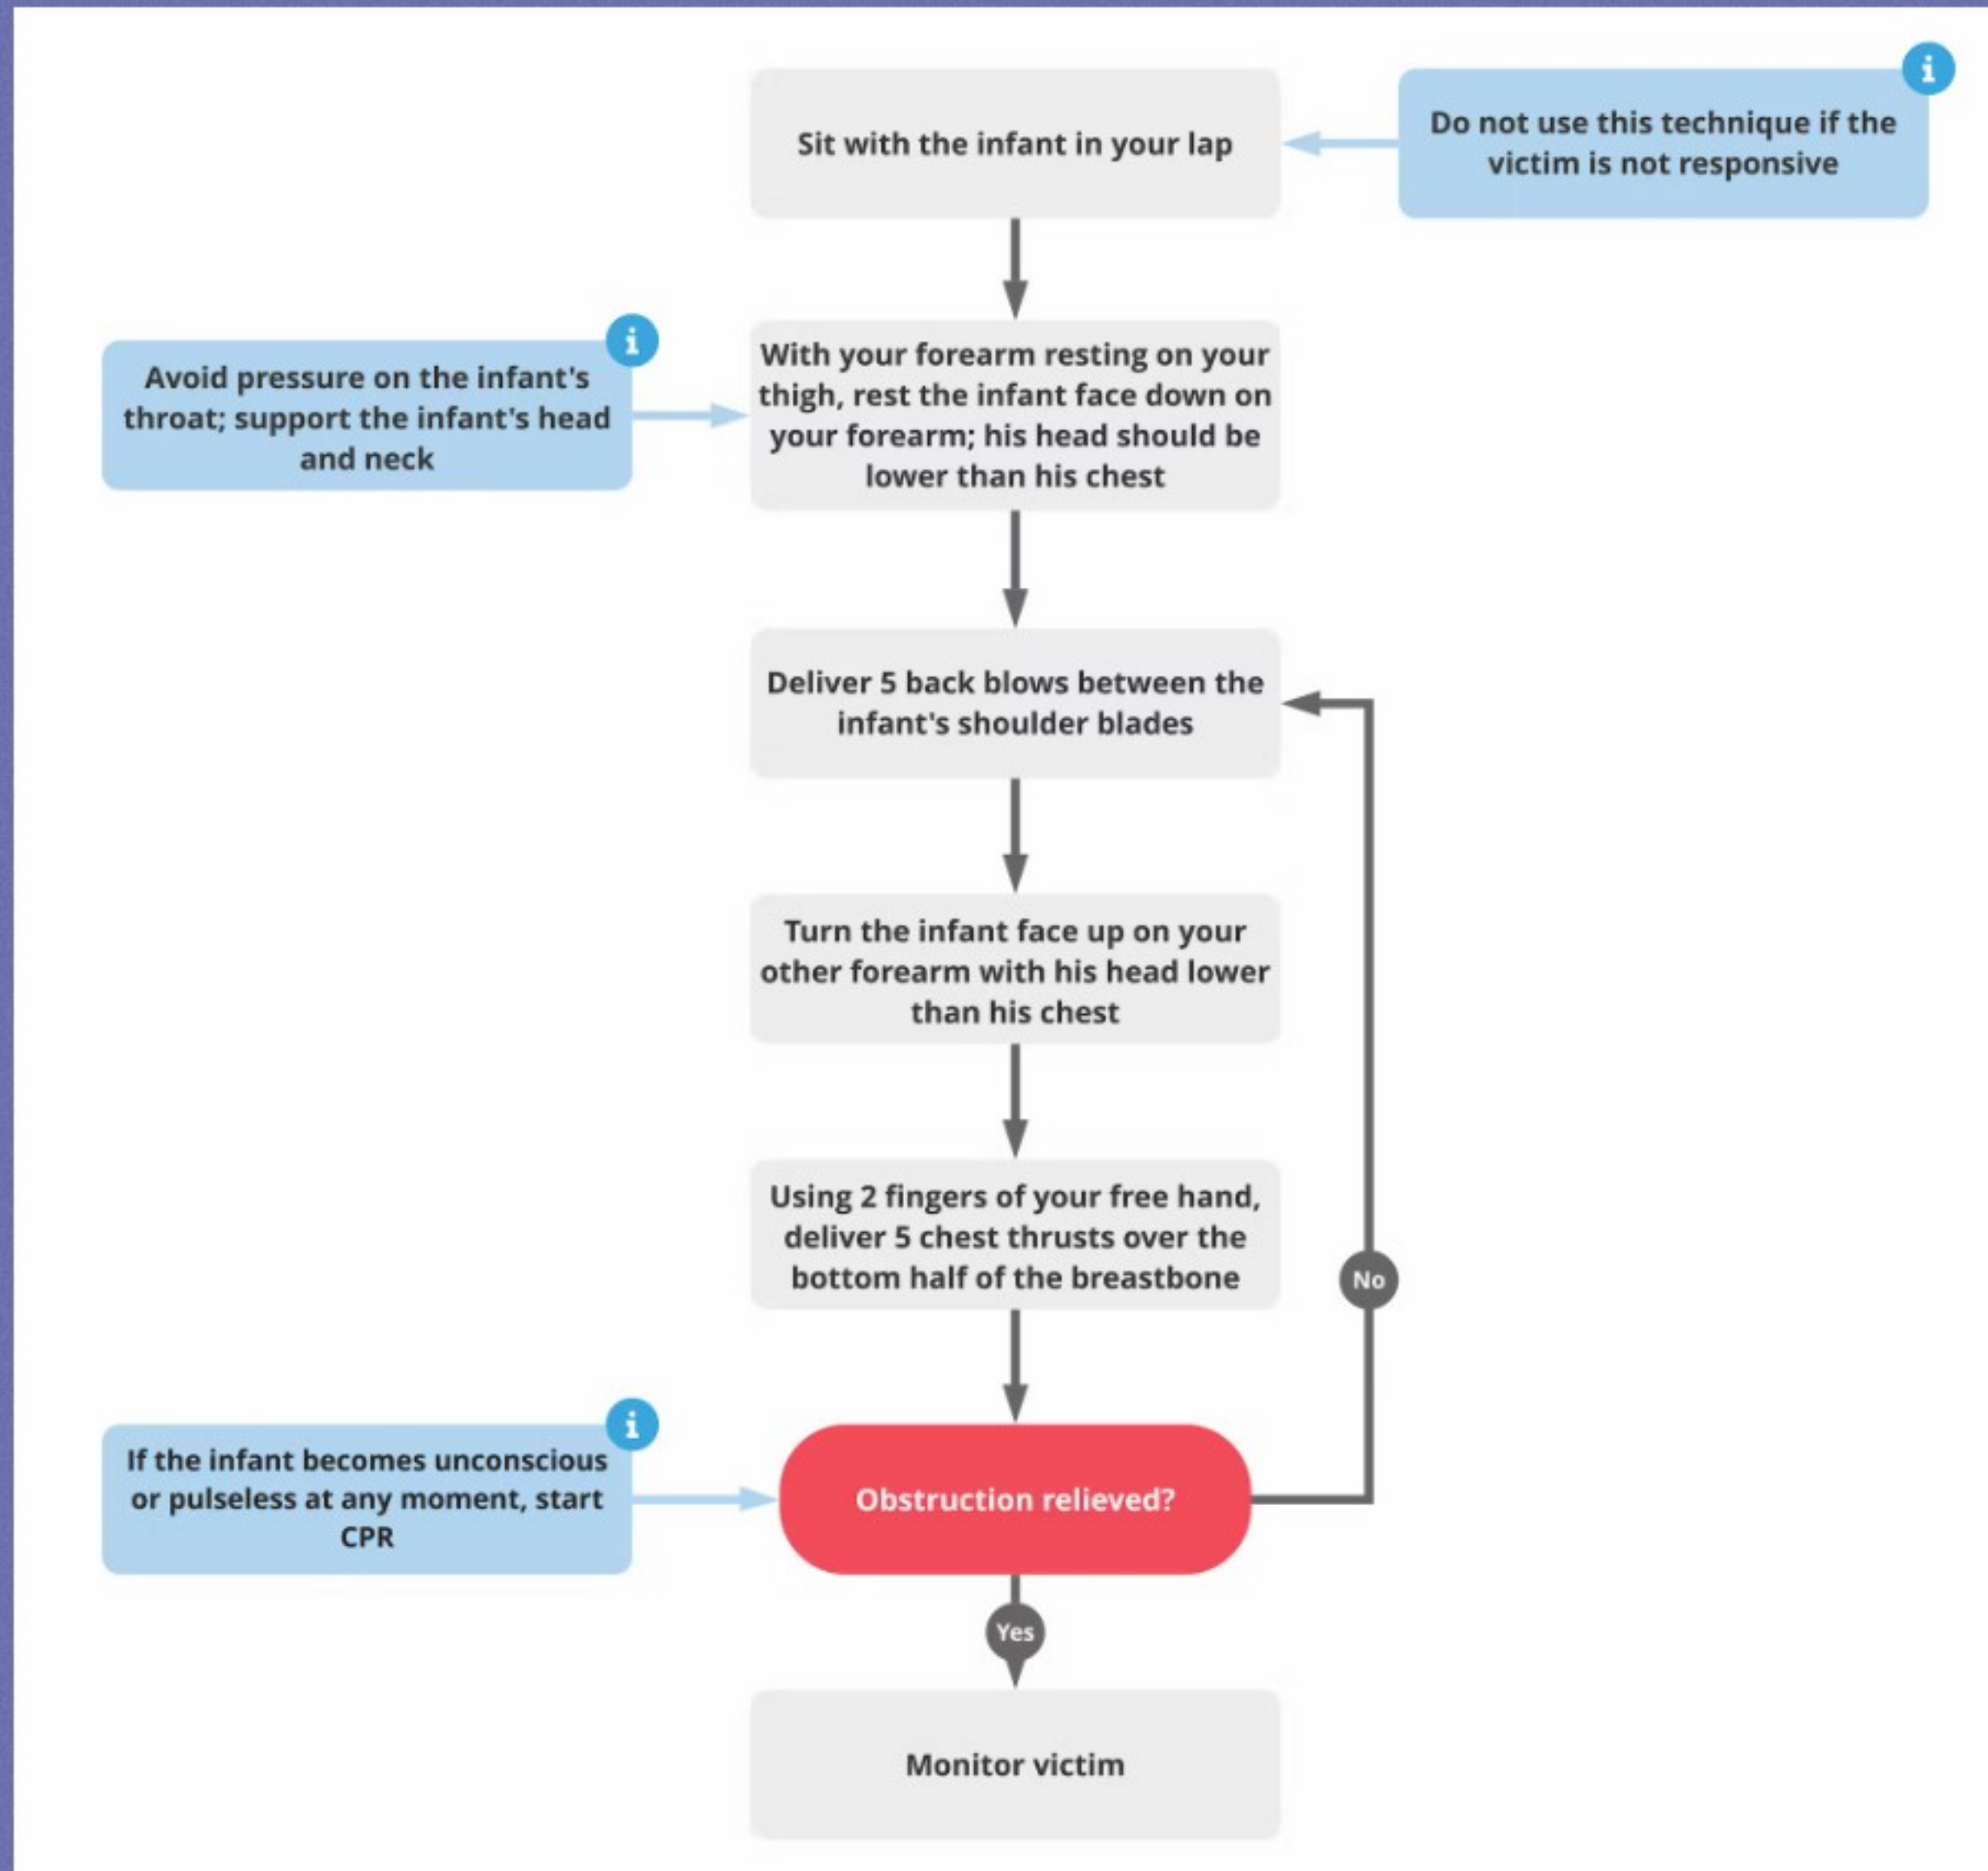 Sit with the infant in your lap
i
Do not use this technique if the
victim is not responsive
i
Avoid pressure on the infant's
throat; support the infant's head
and neck
With your forearm resting on your
thigh, rest the infant face down on
your forearm; his head should be
lower than his chest
Deliver 5 back blows between the
infant's shoulder blades
Turn the infant face up on your
other forearm with his head lower
than his chest
Using 2 fingers of your free hand,
deliver 5 chest thrusts over the
bottom half of the breastbone
No
i
If the infant becomes unconscious
or pulseless at any moment, start
CPR
Obstruction relieved?
Yes
Monitor victim